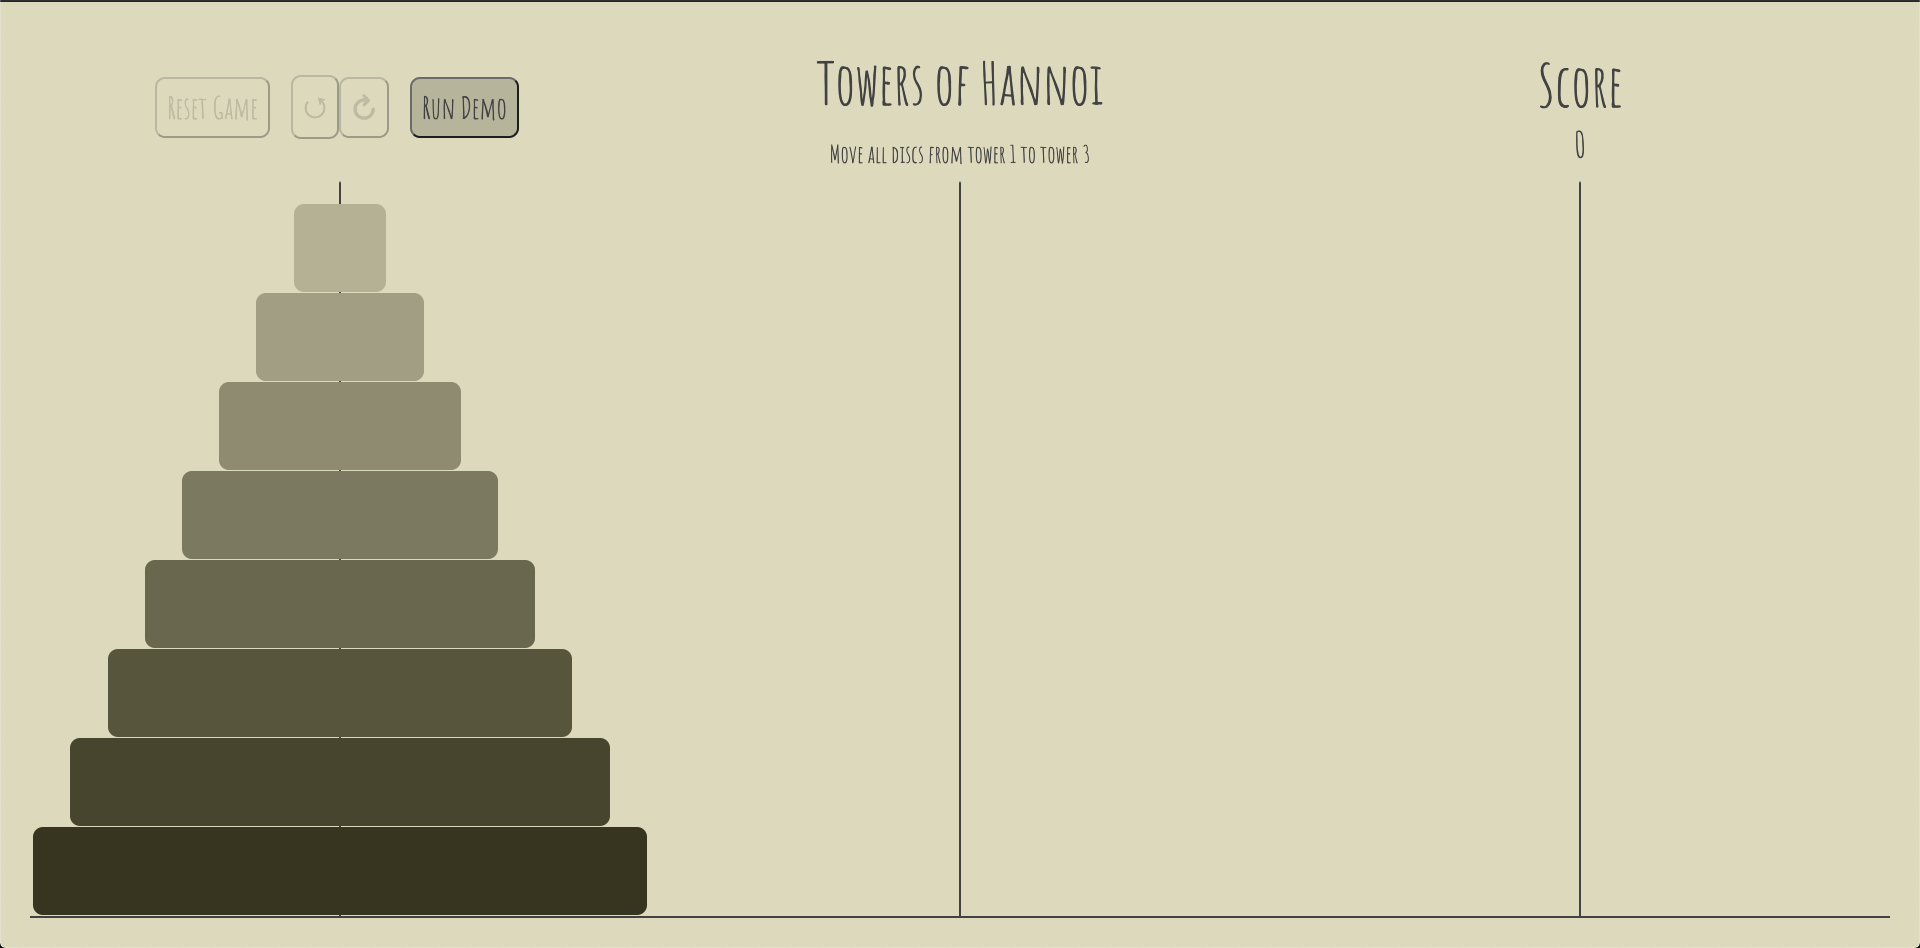 Reset Game
Run Demo
Towers of Hannoi
Move all discs from tower 1 to tower 3
Score
0